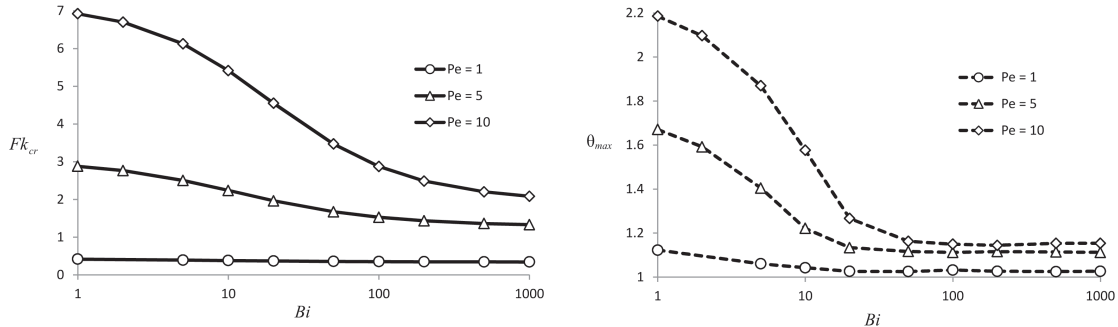 7
6
5
4
3
2
1
0
Fk_cr
1
10
100
1000
Bi
Pe = 1
Pe = 5
Pe = 10
2.2
2
1.8
1.6
1.4
1.2
1
θ_max
1
10
100
1000
Bi
Pe = 1
Pe = 5
Pe = 10